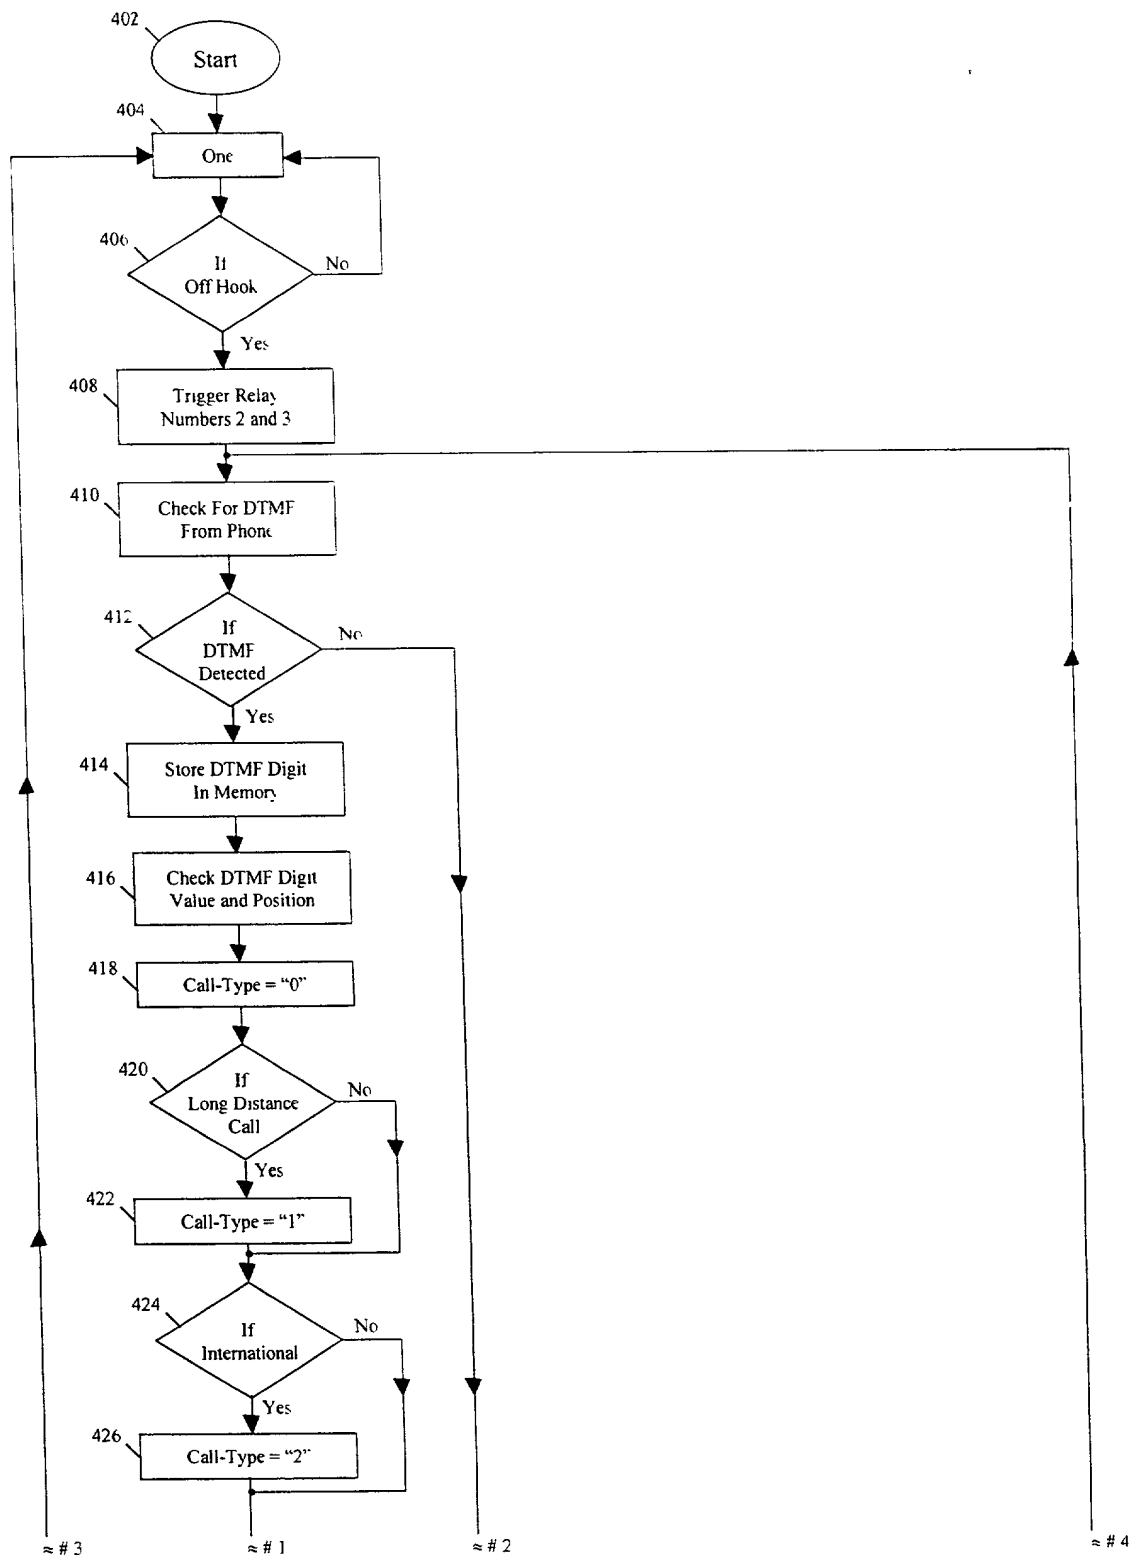 402
Start
404
One
406
If
Off Hook
No
Yes
408
Trigger Relay
Numbers 2 and 3
410
Check For DTMF
From Phone
412
If
DTMF
Detected
No
Yes
414
Store DTMF Digit
In Memory
416
Check DTMF Digit
Value and Position
418
Call-Type = “0”
420
If
Long Distance
Call
No
Yes
422
Call-Type = “1”
424
If
International
No
Yes
426
Call-Type = “2”
≈ # 3
≈ # 1
≈ # 2
≈ # 4